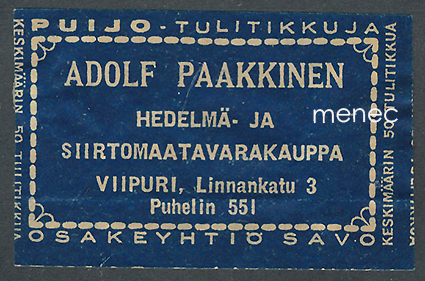 PUIJO-TULITIKKUJA
ADOLF PAAKKINEN
HEDELMÄ- JA
SIIRTOMAATAVARAKAUPPA
VIIPURI, Linnankatu 3
Puhelin 551
OSAKEYHTIÖ SAVO
KESKIMÄÄRIN 50 TULITIKKUA
KESKIMÄÄRIN 50 TULITIKKUA
menec